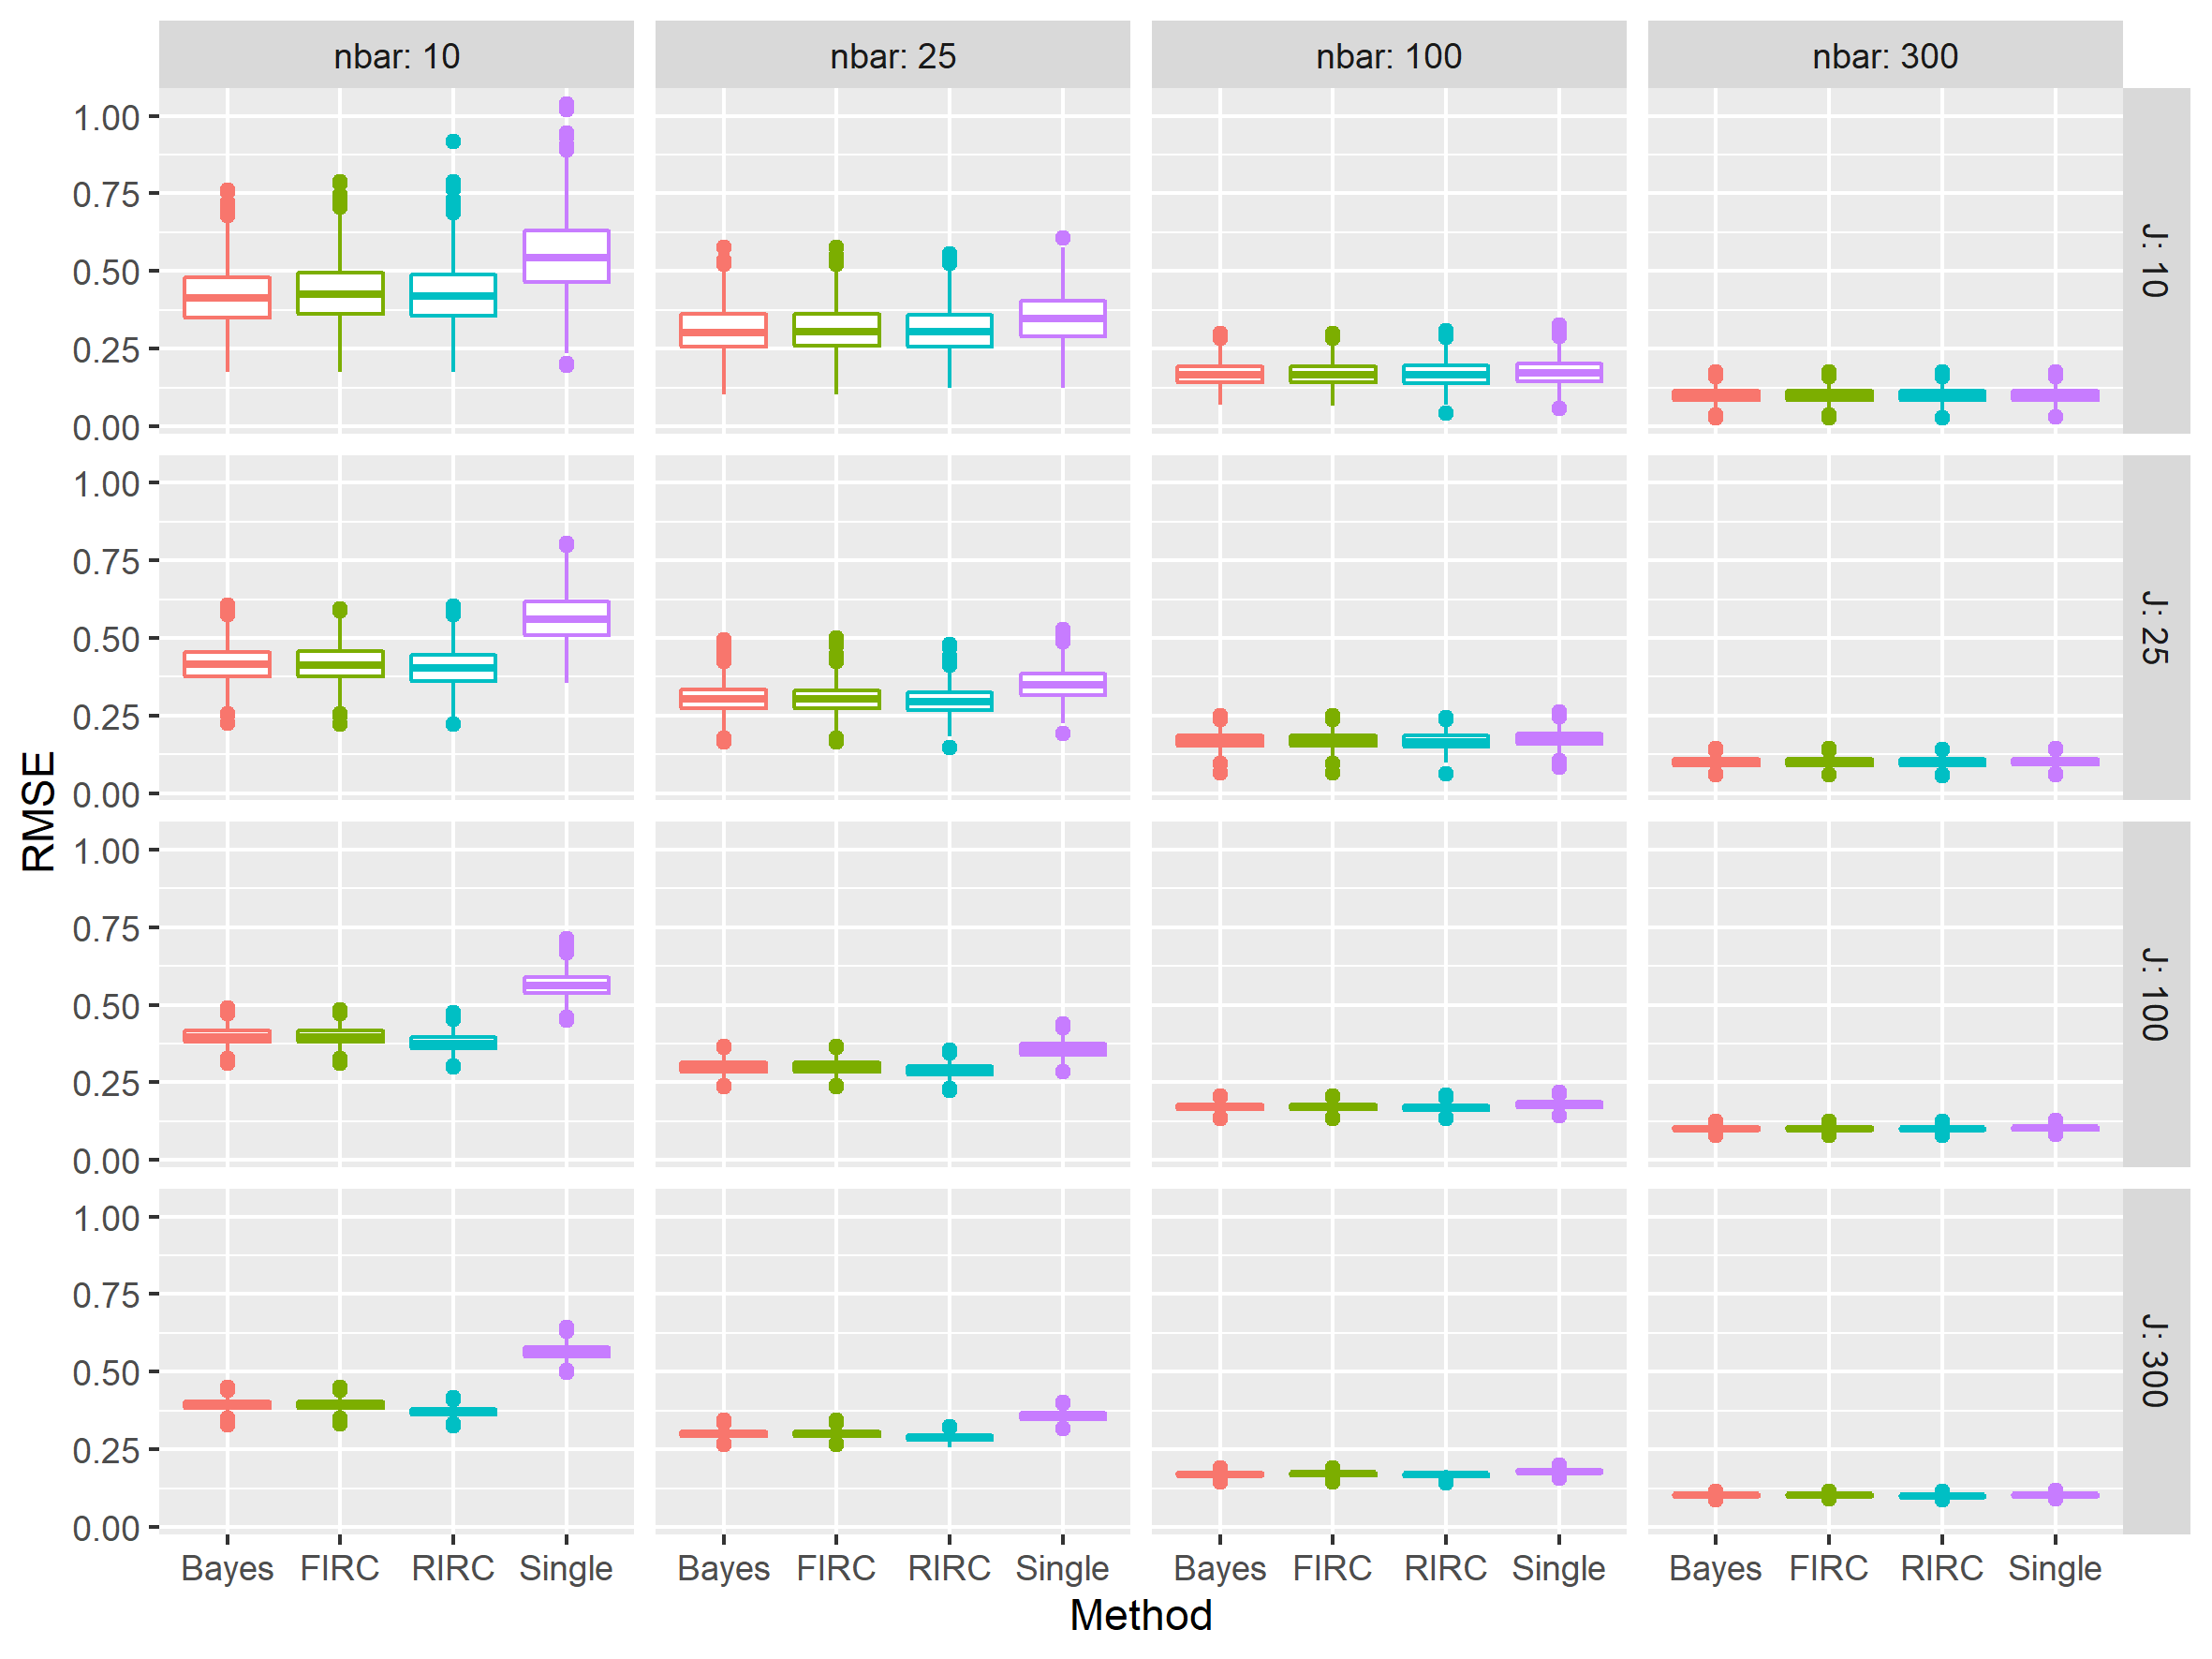 nbar: 10
nbar: 25
nbar: 100
nbar: 300
1.00
0.75
0.50
0.25
0.00
J: 10
1.00
0.75
0.50
0.25
0.00
J: 25
RMSE
1.00
0.75
0.50
0.25
0.00
J: 100
1.00
0.75
0.50
0.25
0.00
J: 300
Bayes FIRC RIRC Single
Bayes FIRC RIRC Single
Bayes FIRC RIRC Single
Bayes FIRC RIRC Single
Method